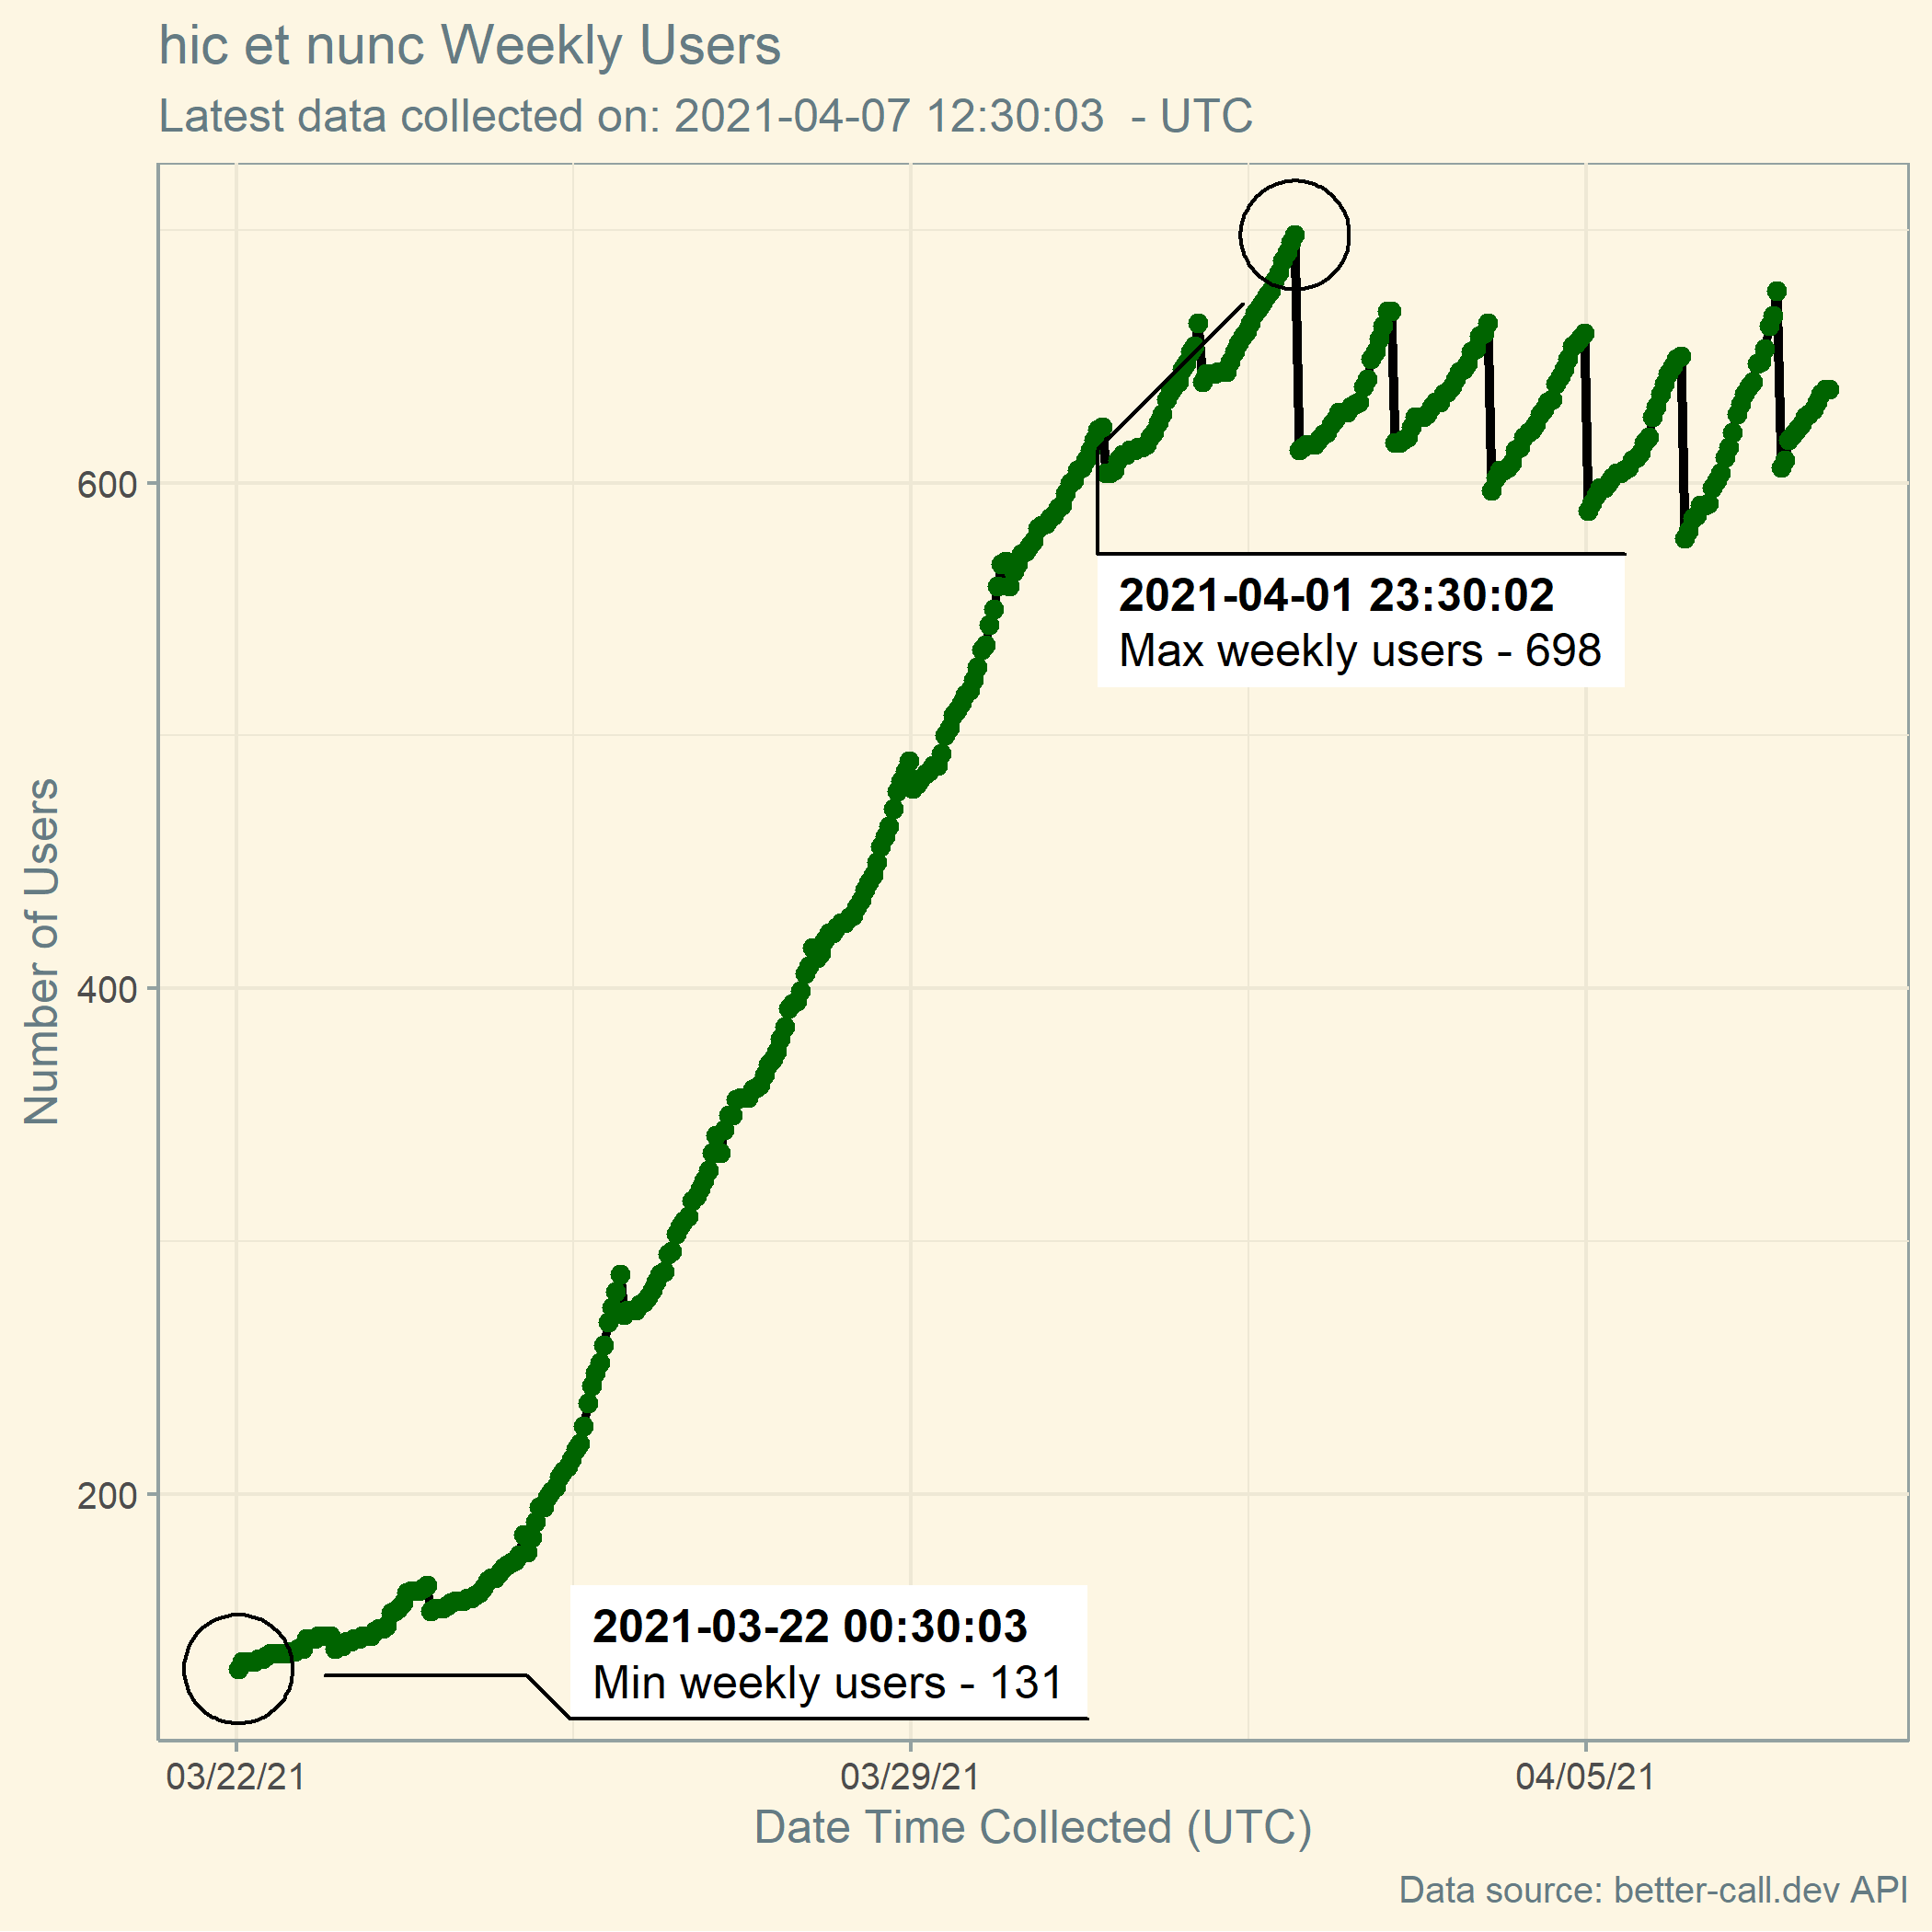 hic et nunc Weekly Users
Latest data collected on: 2021-04-07 12:30:03  - UTC
Number of Users
600
400
200
2021-04-01 23:30:02
Max weekly users - 698
2021-03-22 00:30:03
Min weekly users - 131
03/22/21
03/29/21
04/05/21
Date Time Collected (UTC)
Data source: better-call.dev API